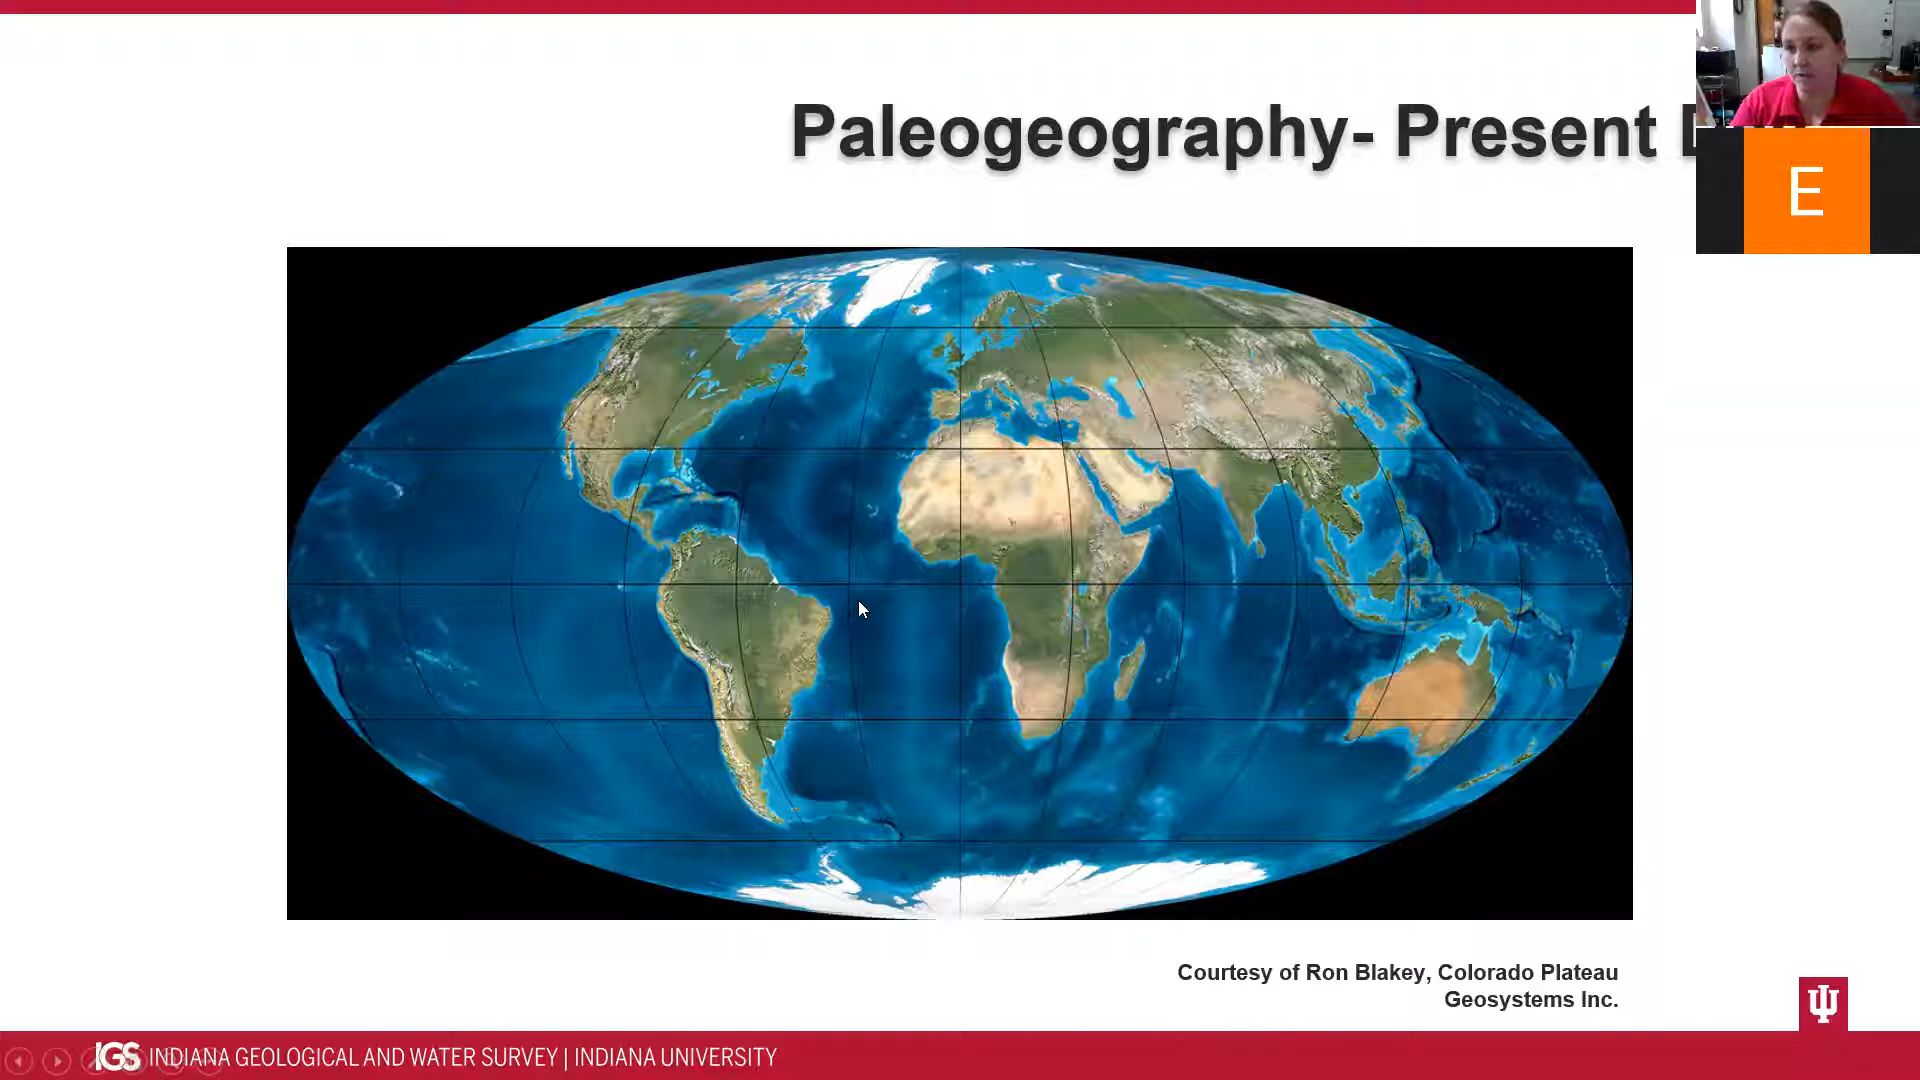 Paleogeography- Present
E
Courtesy of Ron Blakey, Colorado Plateau
Geosystems Inc.
IGS INDIANA GEOLOGICAL AND WATER SURVEY | INDIANA UNIVERSITY